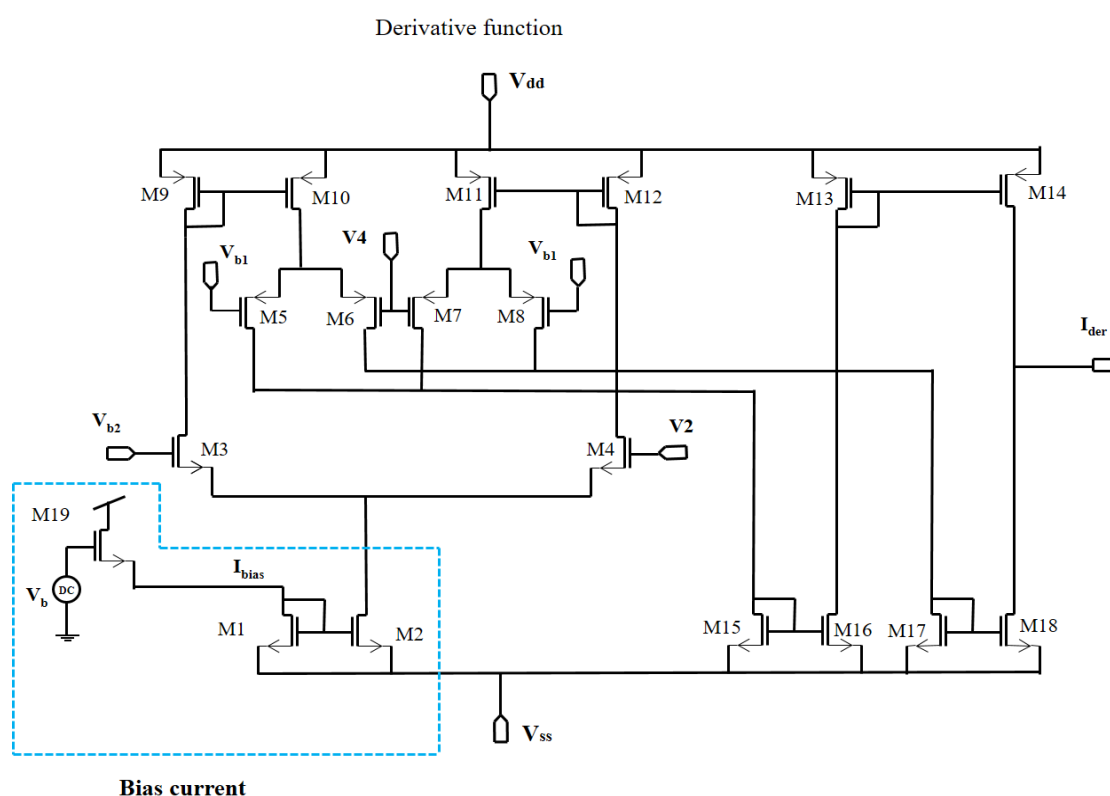 Derivative function
Vdd
M9
M10
M11
M12
M13
M14
Vb1
V4
Vb1
M5
M6
M7
M8
Ider
Vb2
M3
M4
V2
M19
Vb
DC
Ibias
M1
M2
M15
M16
M17
M18
Vss
Bias current